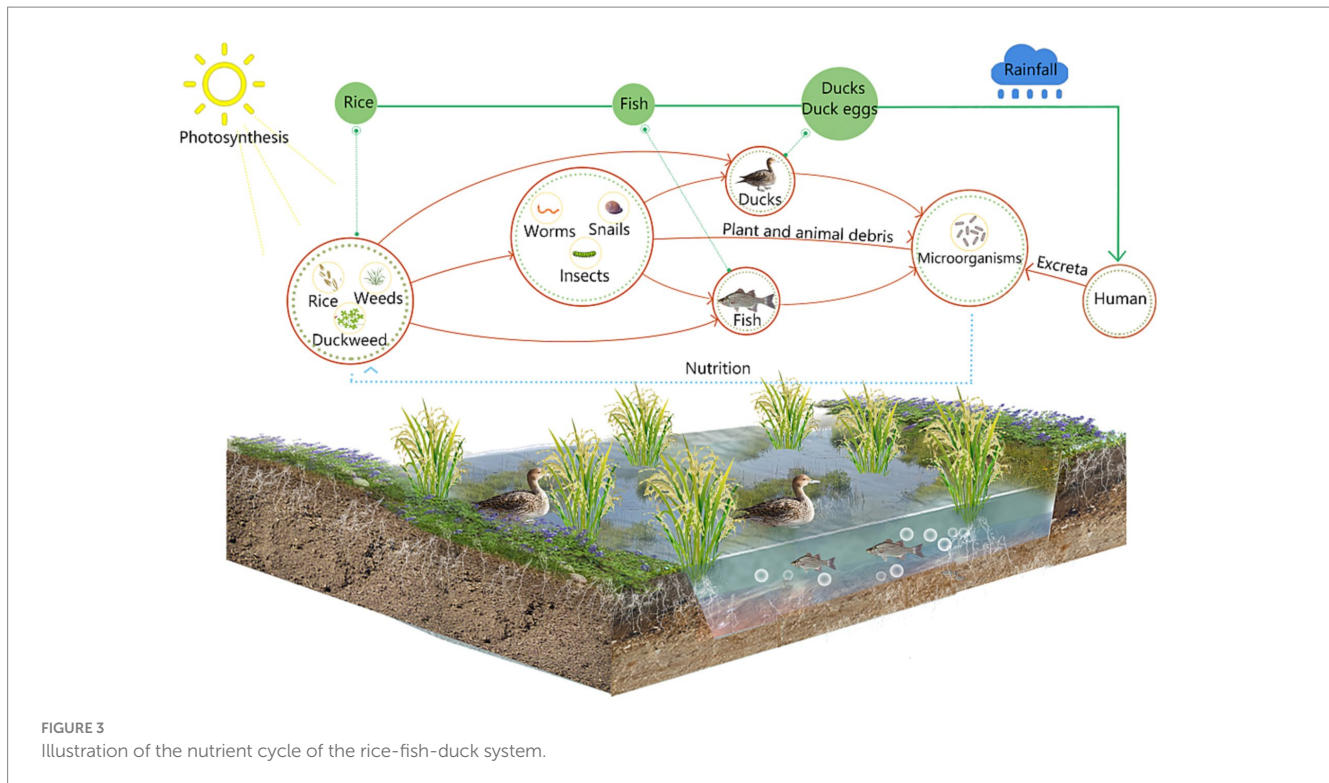 Rainfall
Ducks
Duck eggs
Rice
Fish
Photosynthesis
Ducks
Worms
Snails
Insects
Plant and animal debris
Microorganisms
Excreta
Human
Rice
Weeds
Duckweed
Fish
Nutrition
FIGURE 3
Illustration of the nutrient cycle of the rice-fish-duck system.